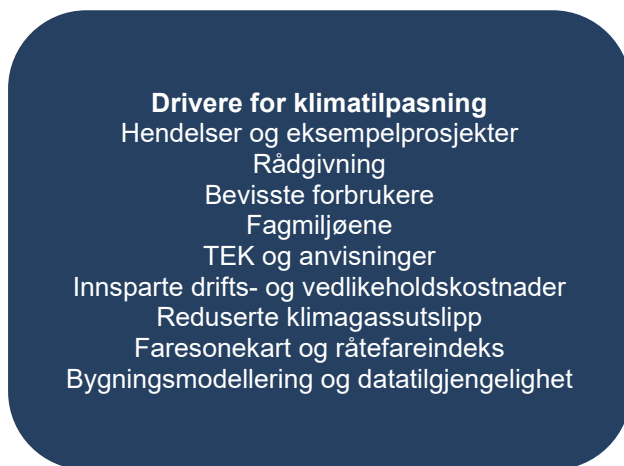 Drivere for klimatilpasning
Hendelser og eksempelprosjekter
Rådgivning
Bevisste forbrukere
Fagmiljøene
TEK og anvisninger
Innsparte drifts- og vedlikeholdskostnader
Reduserte klimagassutslipp
Faresonekart og råtefareindeks
Bygningsmodellering og datatilgjengelighet